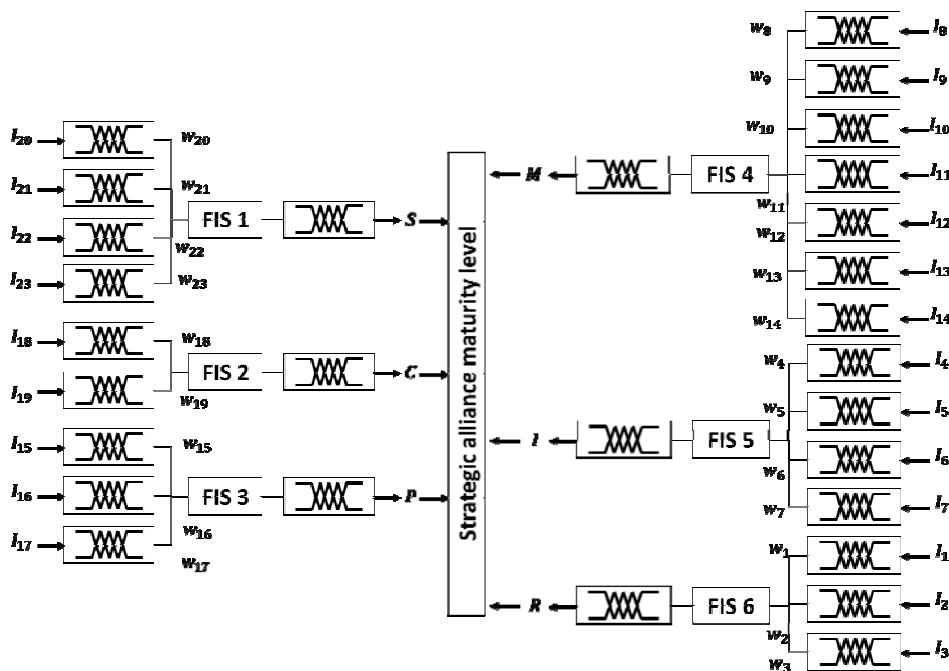 I20
w20
I21
w21
FIS 1
S
I22
w22
I23
w23
I18
w18
FIS 2
C
I19
w19
I15
w15
I16
FIS 3
P
w16
I17
w17
Strategic alliance maturity level
w8
I8
w9
I9
w10
I10
M
FIS 4
I11
w11
I12
w12
w13
I13
w14
I14
w4
I4
w5
I5
I
FIS 5
w6
I6
w7
I7
w1
I1
R
FIS 6
I2
w2
w3
I3